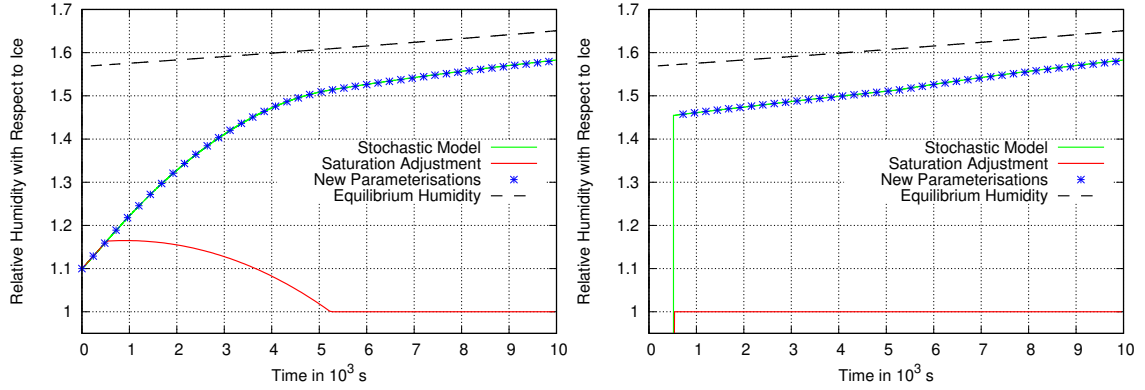 Relative Humidity with Respect to Ice
1.7
1.6
1.5
1.4
1.3
1.2
1.1
1
Stochastic Model
Saturation Adjustment
New Parameterisations
Equilibrium Humidity
0 1 2 3 4 5 6 7 8 9 10
Time in 10³ s
Relative Humidity with Respect to Ice
1.7
1.6
1.5
1.4
1.3
1.2
1.1
1
Stochastic Model
Saturation Adjustment
New Parameterisations
Equilibrium Humidity
0 1 2 3 4 5 6 7 8 9 10
Time in 10³ s